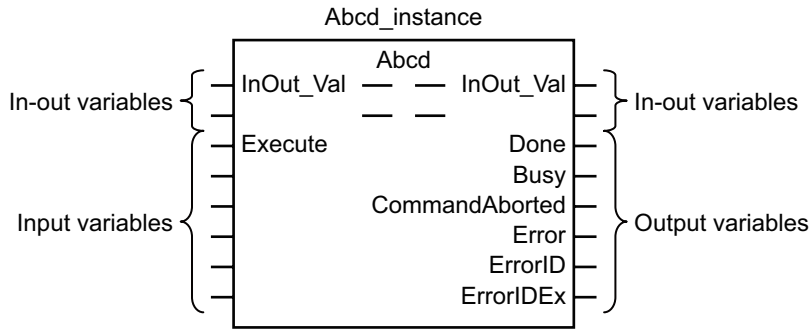 Abcd_instance
Abcd
InOut_Val InOut_Val
In-out variables In-out variables
Execute Done
Busy
CommandAborted
Input variables Output variables
Error
ErrorID
ErrorIDEx